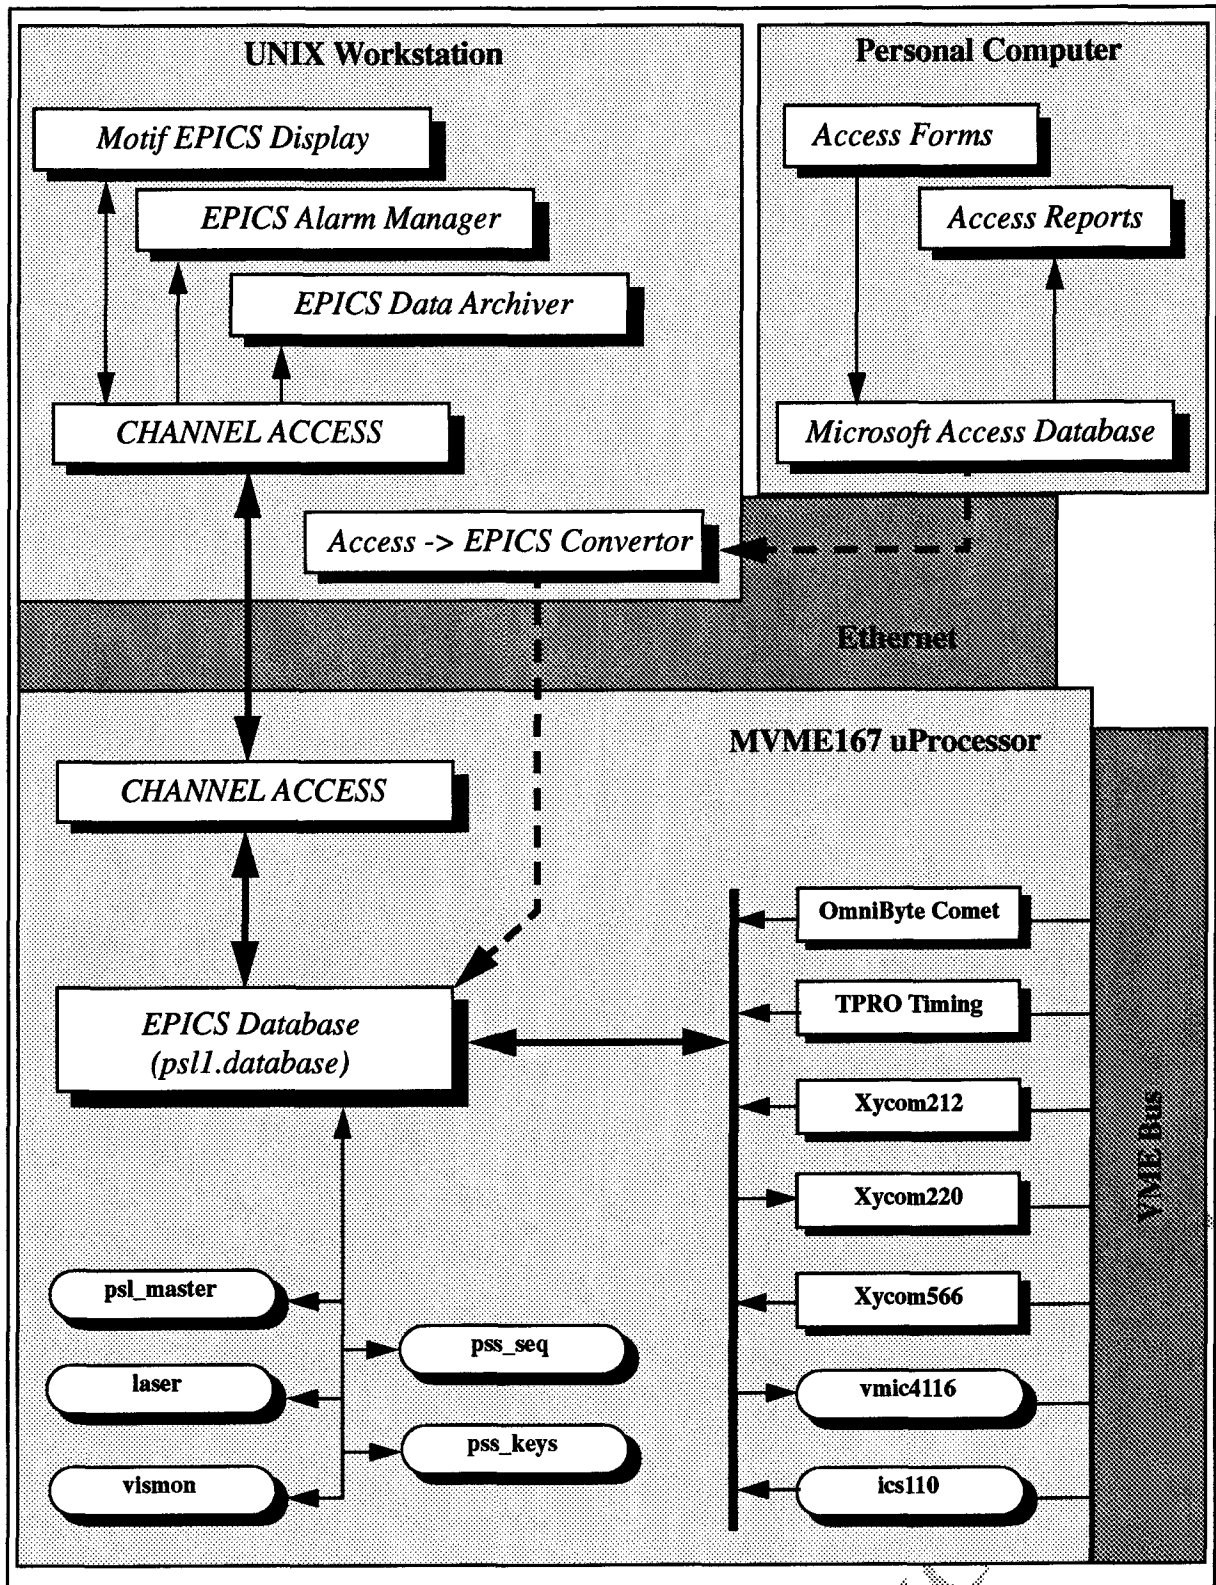 UNIX Workstation
Motif EPICS Display
EPICS Alarm Manager
EPICS Data Archiver
CHANNEL ACCESS
Access -> EPICS Convertor
Personal Computer
Access Forms
Access Reports
Microsoft Access Database
Ethernet
MVME167 uProcessor
CHANNEL ACCESS
EPICS Database
(psl1.database)
psl_master
laser
vismon
pss_seq
pss_keys
OmniByte Comet
TPRO Timing
Xycom212
Xycom220
Xycom566
vmic4116
ics110
VME Bus